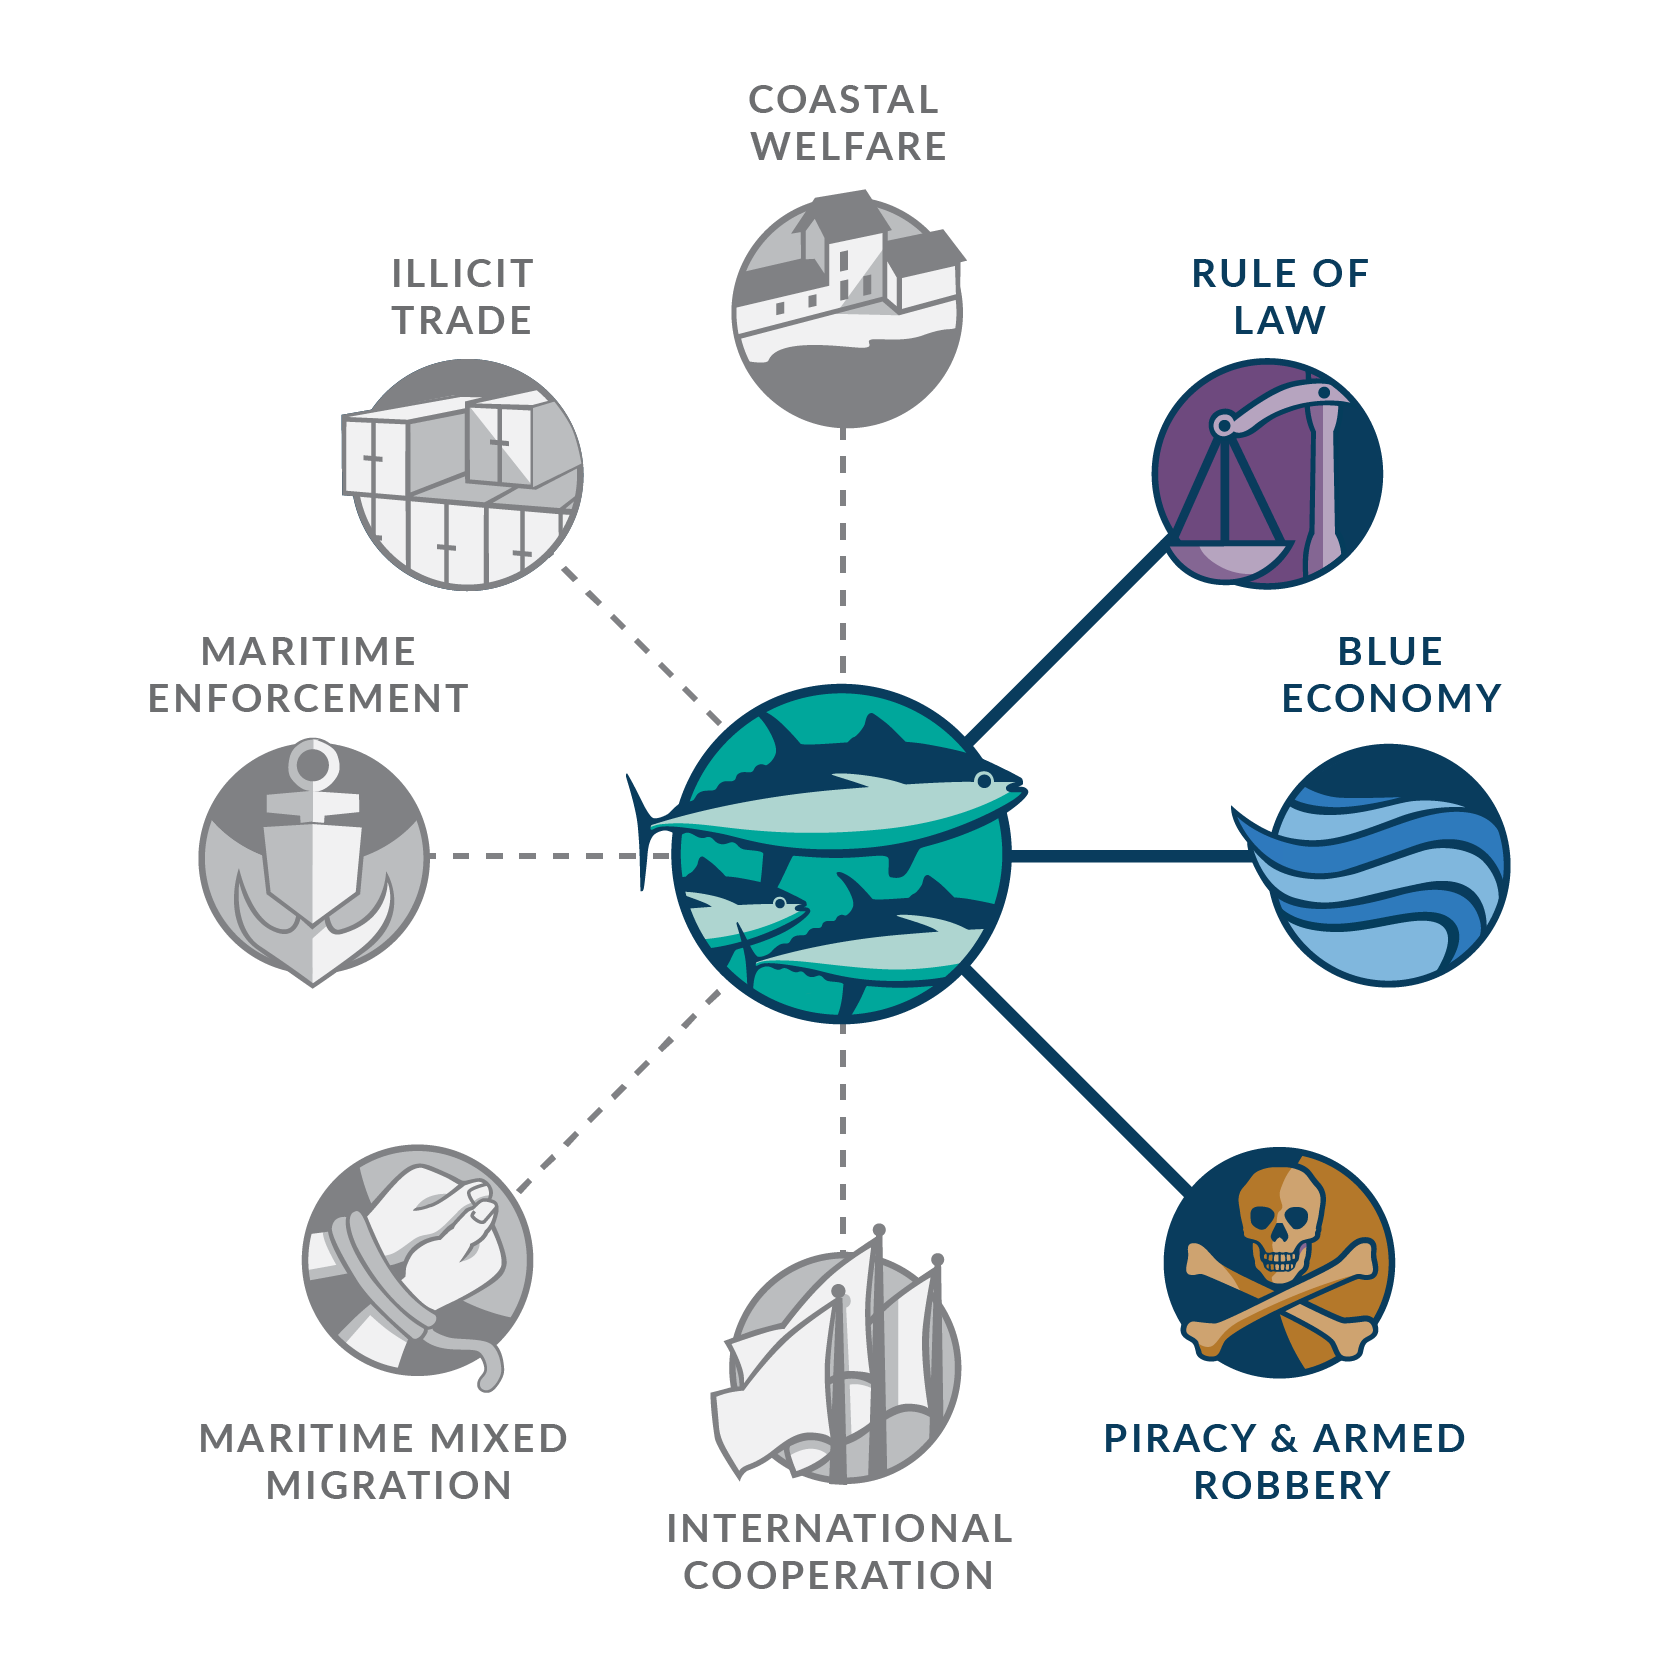 COASTAL
WELFARE
ILLICIT
TRADE
RULE OF
LAW
MARITIME
ENFORCEMENT
BLUE
ECONOMY
MARITIME MIXED
MIGRATION
PIRACY & ARMED
ROBBERY
INTERNATIONAL
COOPERATION